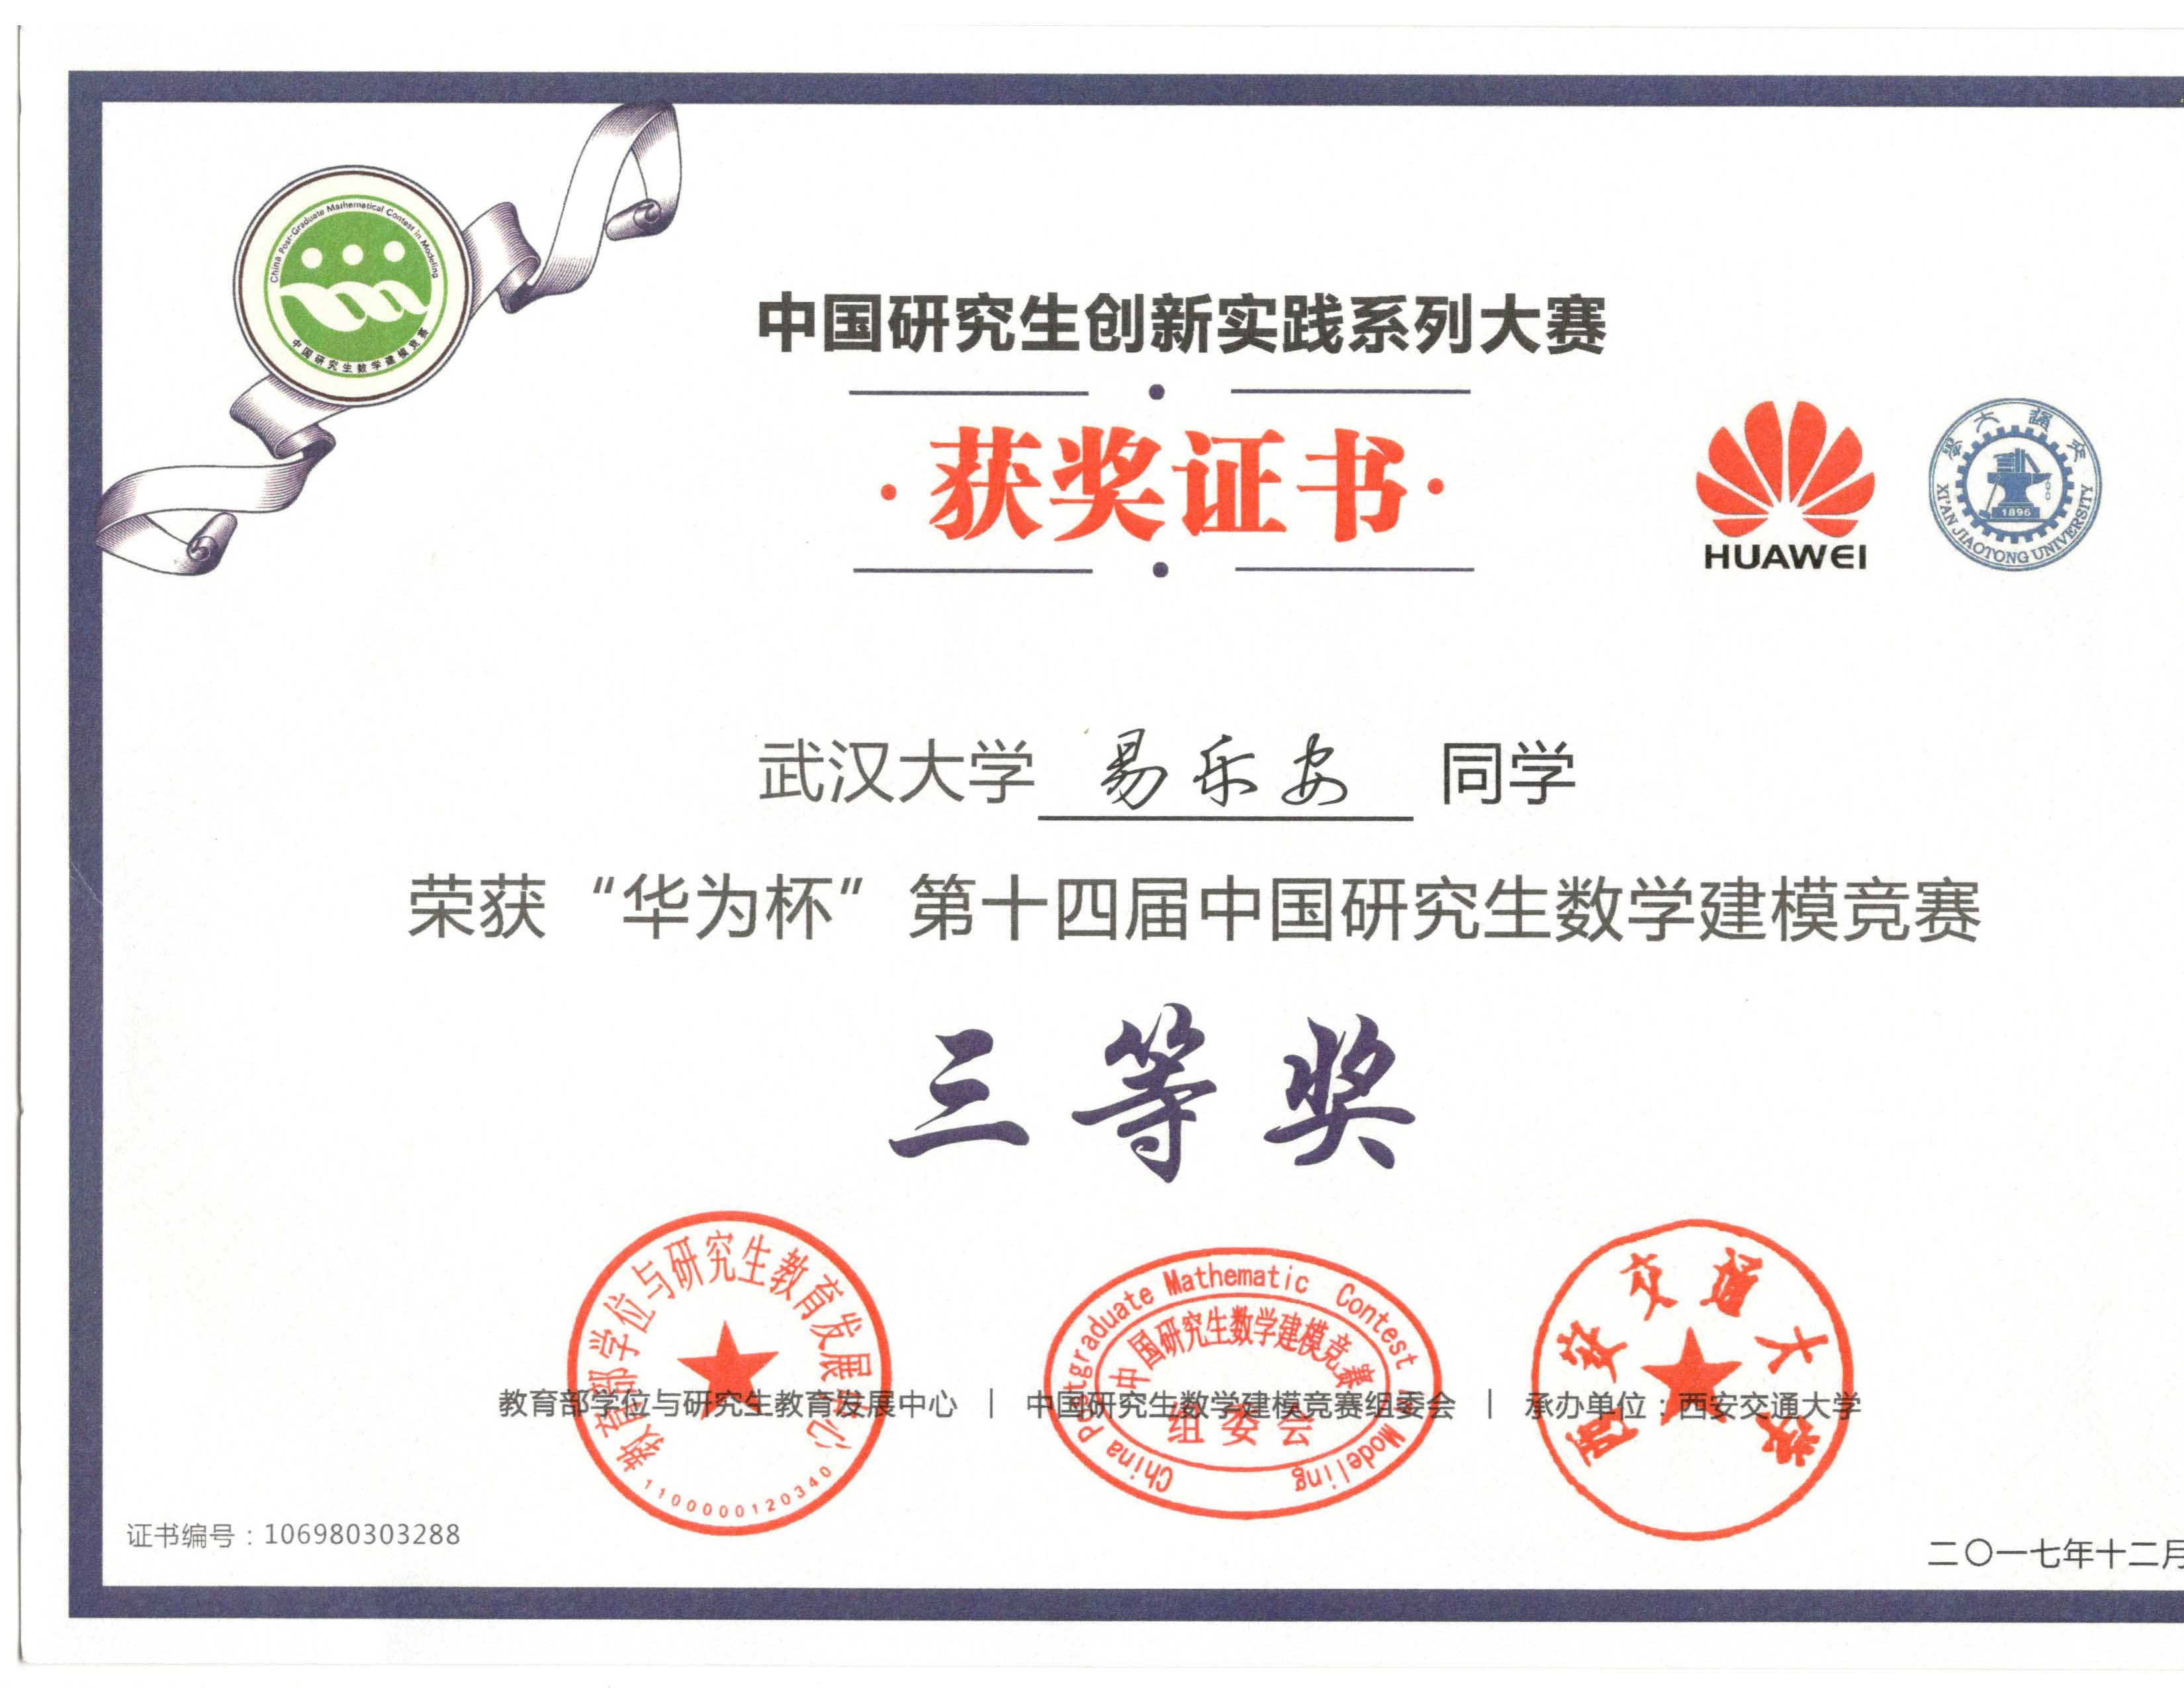 China Post-Graduate Mathematical Contest in Modeling
中国研究生数学建模竞赛
中国研究生创新实践系列大赛
·获奖证书·
HUAWEI
交通大学
1896
XI'AN JIAOTONG UNIVERSITY
武汉大学 易乐安 同学
荣获“华为杯”第十四届中国研究生数学建模竞赛
三等奖
教育部学位与研究生教育发展中心
1100000120340
China Postgraduate Mathematic Contest in Modeling
中国研究生数学建模竞赛
组委会
西安交通大学
教育部学位与研究生教育发展中心 | 中国研究生数学建模竞赛组委会 | 承办单位：西安交通大学
证书编号：106980303288
二〇一七年十二月